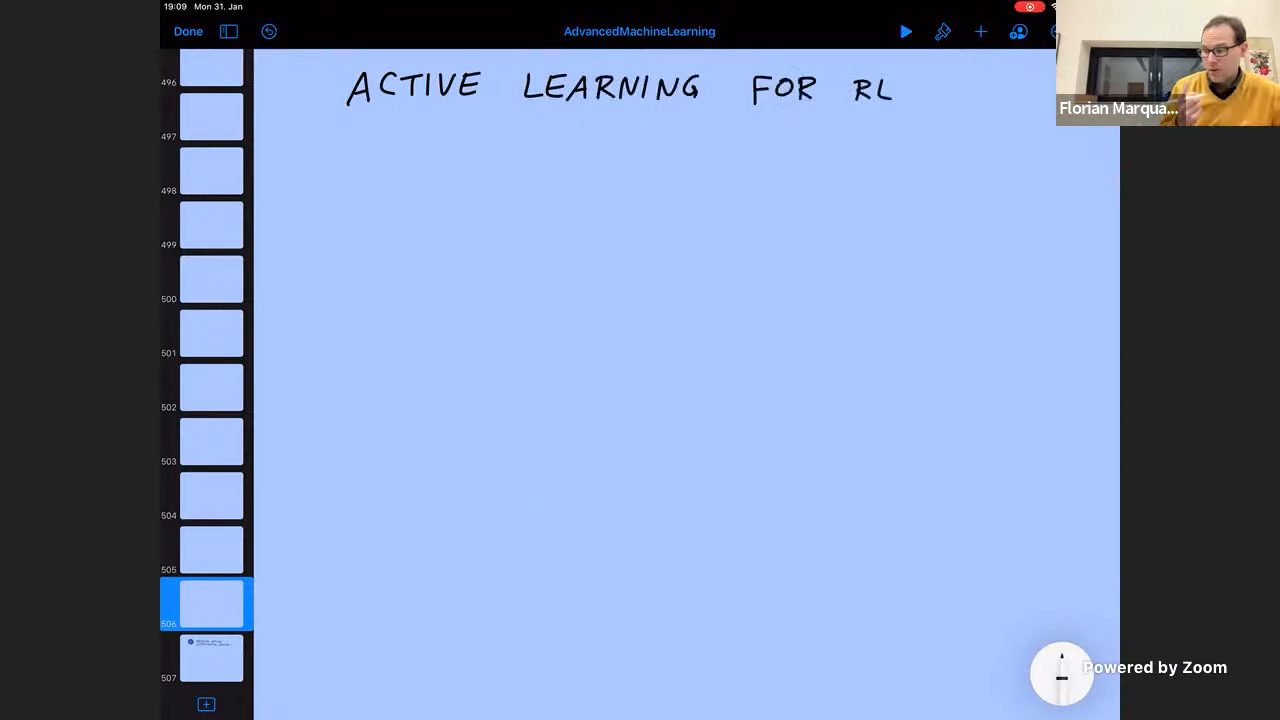 19:09 Mon 31. Jan
Done
AdvancedMachineLearning
ACTIVE LEARNING FOR RL
Florian Marqua...
496
497
498
499
500
501
502
503
504
505
506
507
Powered by Zoom